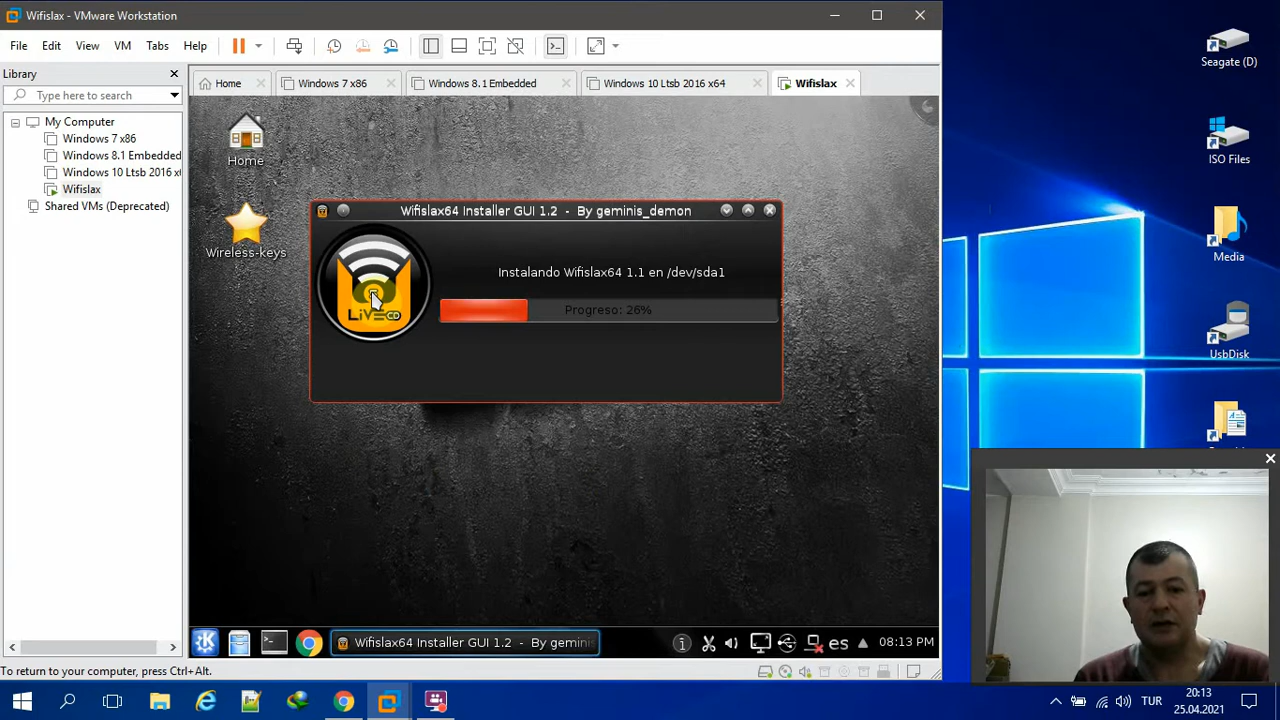 Wifislax - VMware Workstation
File Edit View VM Tabs Help
Library
Type here to search
My Computer
Windows 7 x86
Windows 8.1 Embedded
Windows 10 Ltsb 2016 x6
Wifislax
Shared VMs (Deprecated)
Home
Windows 7 x86
Windows 8.1 Embedded
Windows 10 Ltsb 2016 x64
Wifislax
Home
Wireless-keys
Wifislax64 Installer GUI 1.2 - By geminis_demon
Instalando Wifislax64 1.1 en /dev/sda1
Progreso: 26%
LiVE CD
Wifislax64 Installer GUI 1.2 - By geminis
es
08:13 PM
To return to your computer, press Ctrl+Alt.
Seagate (D)
ISO Files
Media
UsbDisk
TUR
20:13
25.04.2021